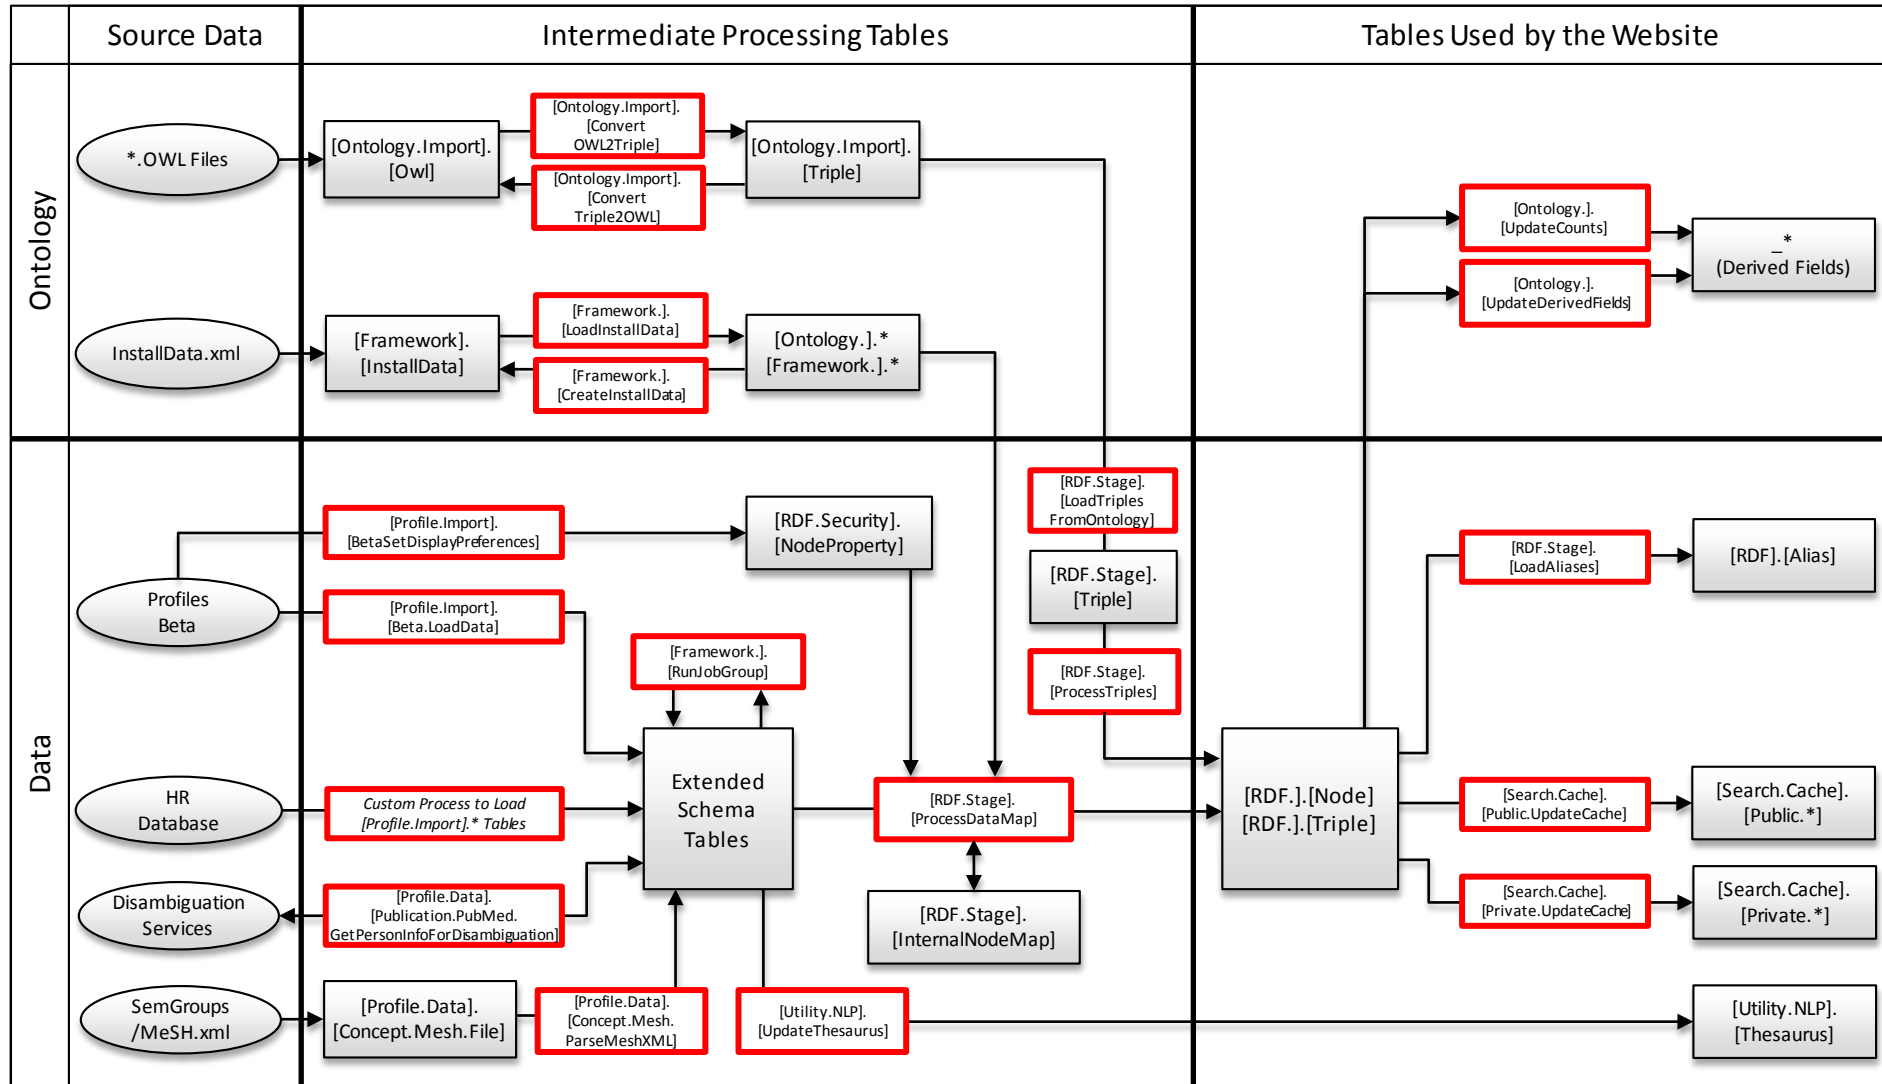 Source Data
Intermediate Processing Tables
Tables Used by the Website
Ontology
*.OWL Files
[Ontology.Import].
[Owl]
[Ontology.Import].
[Convert
OWL2Triple]
[Ontology.Import].
[Convert
Triple2OWL]
[Ontology.Import].
[Triple]
[Ontology.].
[UpdateCounts]
[Ontology.].
[UpdateDerivedFields]
_*
(Derived Fields)
InstallData.xml
[Framework].
[InstallData]
[Framework.].
[LoadInstallData]
[Framework.].
[CreateInstallData]
[Ontology.].*
[Framework.].*
Data
Profiles
Beta
[Profile.Import].
[BetaSetDisplayPreferences]
[Profile.Import].
[Beta.LoadData]
[RDF.Security].
[NodeProperty]
[RDF.Stage].
[LoadTriples
FromOntology]
[RDF.Stage].
[Triple]
[RDF.Stage].
[ProcessTriples]
[RDF.Stage].
[LoadAliases]
[RDF].[Alias]
[Framework.].
[RunJobGroup]
HR
Database
Custom Process to Load
[Profile.Import].* Tables
Extended
Schema
Tables
[RDF.Stage].
[ProcessDataMap]
[RDF.].[Node]
[RDF.].[Triple]
[Search.Cache].
[Public.UpdateCache]
[Search.Cache].
[Public.*]
Disambiguation
Services
[Profile.Data].
[Publication.PubMed.
GetPersonInfoForDisambiguation]
[RDF.Stage].
[InternalNodeMap]
[Search.Cache].
[Private.UpdateCache]
[Search.Cache].
[Private.*]
SemGroups
/MeSH.xml
[Profile.Data].
[Concept.Mesh.File]
[Profile.Data].
[Concept.Mesh.
ParseMeshXML]
[Utility.NLP].
[UpdateThesaurus]
[Utility.NLP].
[Thesaurus]